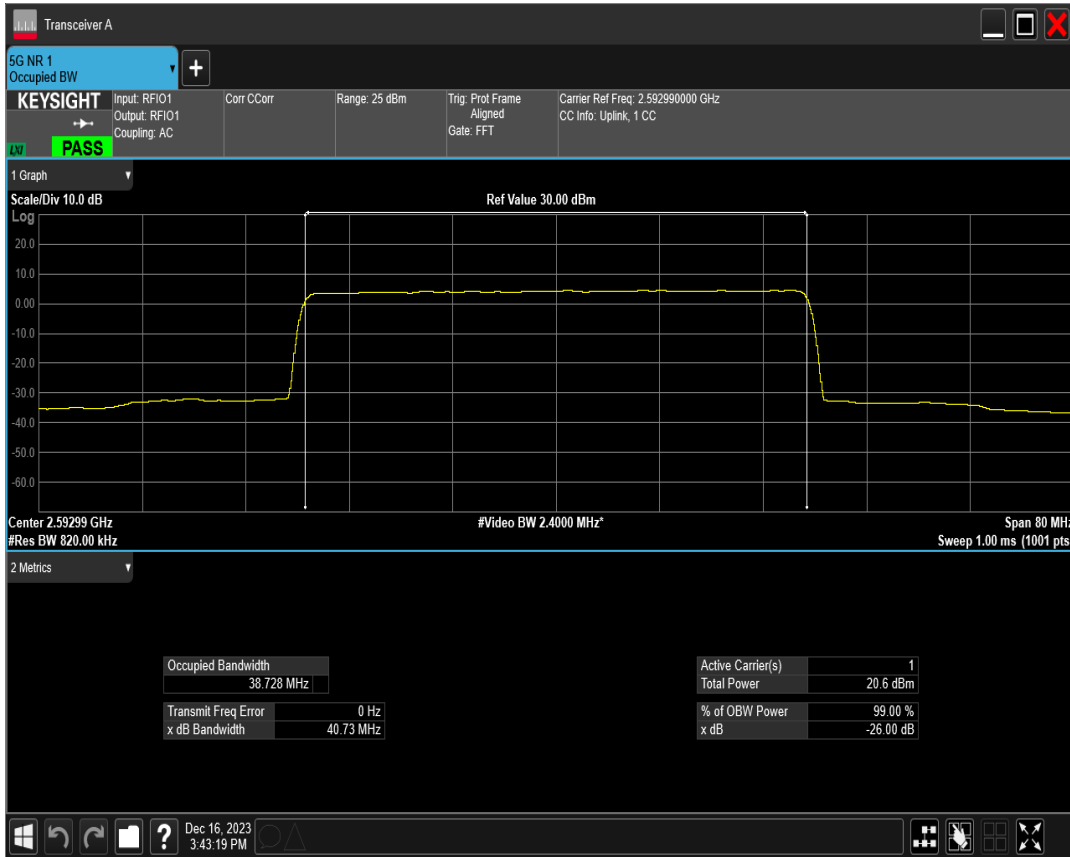 Transceiver A
5G NR 1
Occupied BW
+
KEYSIGHT
LXI
PASS
Input: RFIO1
Output: RFIO1
Coupling: AC
Corr CCorr
Range: 25 dBm
Trig: Prot Frame
Aligned
Gate: FFT
Carrier Ref Freq: 2.592990000 GHz
CC Info: Uplink, 1 CC
1 Graph
Scale/Div 10.0 dB
Ref Value 30.00 dBm
Log
20.0
10.0
0.00
-10.0
-20.0
-30.0
-40.0
-50.0
-60.0
Center 2.59299 GHz
#Video BW 2.4000 MHz*
Span 80 MHz
#Res BW 820.00 kHz
Sweep 1.00 ms (1001 pts
2 Metrics
Occupied Bandwidth
38.728 MHz
Transmit Freq Error 0 Hz
x dB Bandwidth 40.73 MHz
Active Carrier(s) 1
Total Power 20.6 dBm
% of OBW Power 99.00 %
x dB -26.00 dB
?
Dec 16, 2023
3:43:19 PM